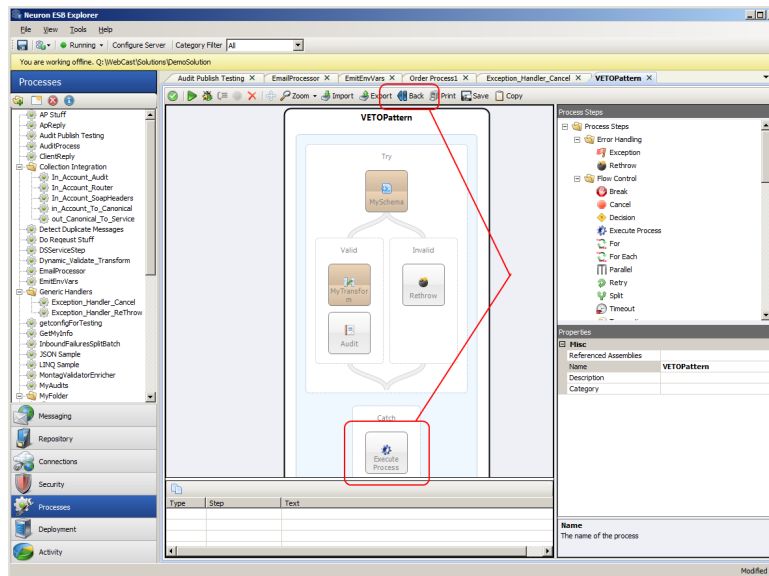 Neuron ESB Explorer
File View Tools Help
Running Configure Server Category Filter All
You are working offline. Q:\WebCast\Solutions\DemoSolution
Processes
Audit Publish Testing X EmailProcessor X EmitEnvVars X Order Process1 X Exception_Handler_Cancel X VETOPattern X
Zoom Import Export Back Print Save Copy
AP Stuff
ApReply
Audit Publish Testing
AuditProcess
ClientReply
Collection Integration
In_Account_Audit
In_Account_Router
In_Account_SoapHeaders
in_Account_To_Canonical
out_Canonical_To_Service
Detect Duplicate Messages
Do Reqeust Stuff
DSServiceStep
Dynamic_Validate_Transform
EmailProcessor
EmitEnvVars
Generic Handlers
Exception_Handler_Cancel
Exception_Handler_ReThrow
getconfigForTesting
GetMyInfo
InboundFailuresSplitBatch
JSON Sample
LINQ Sample
MontagValidatorEnricher
MyAudits
MyFolder
Messaging
Repository
Connections
Security
Processes
Deployment
Activity
VETOPattern
Try
MySchema
Valid
Invalid
MyTransfor
m
Rethrow
Audit
Catch
Execute
Process
Type Step Text
Process Steps
Process Steps
Error Handling
Exception
Rethrow
Flow Control
Break
Cancel
Decision
Execute Process
For
For Each
Parallel
Retry
Split
Timeout
Properties
Misc
Referenced Assemblies
Name VETOPattern
Description
Category
Name
The name of the process
Modified